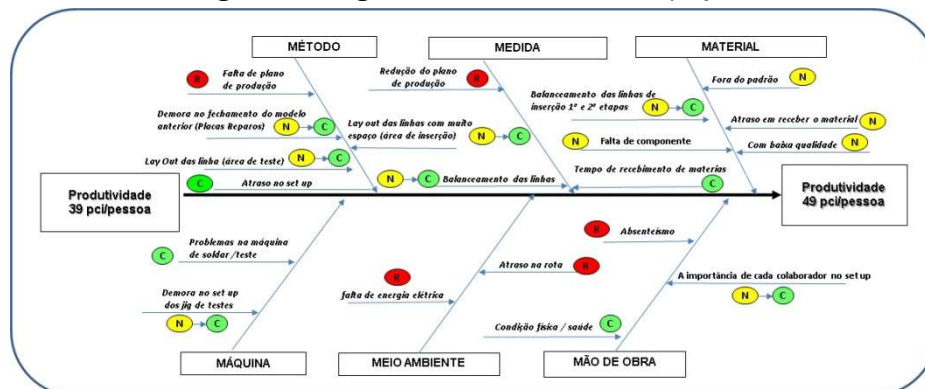 MÉTODO
MEDIDA
MATERIAL
R
Falta de plano
de produção
Redução do plano
de produção
R
Fora do padrão
N
Demora no fechamento do modelo
anterior (Placas Reparos)
N
C
Lay out das linhas com muito
espaço (área de inserção)
N
C
Balanceamento das linhas de
inserção 1ª e 2ª etapas
N
C
Atraso em receber o material
N
N
Falta de componente
Com baixa qualidade
N
Lay Out das linha (área de teste)
N
C
C
Atraso no set up
N
C
Balanceamento das linhas
Tempo de recebimento de materias
C
Produtividade
39 pci/pessoa
Produtividade
49 pci/pessoa
C
Problemas na máquina
de soldar /teste
R
Absenteísmo
Atraso na rota
R
R
falta de energia elétrica
A importância de cada colaborador no set up
N
C
Demora no set up
dos jig de testes
N
C
Condição física / saúde
C
MÁQUINA
MEIO AMBIENTE
MÃO DE OBRA